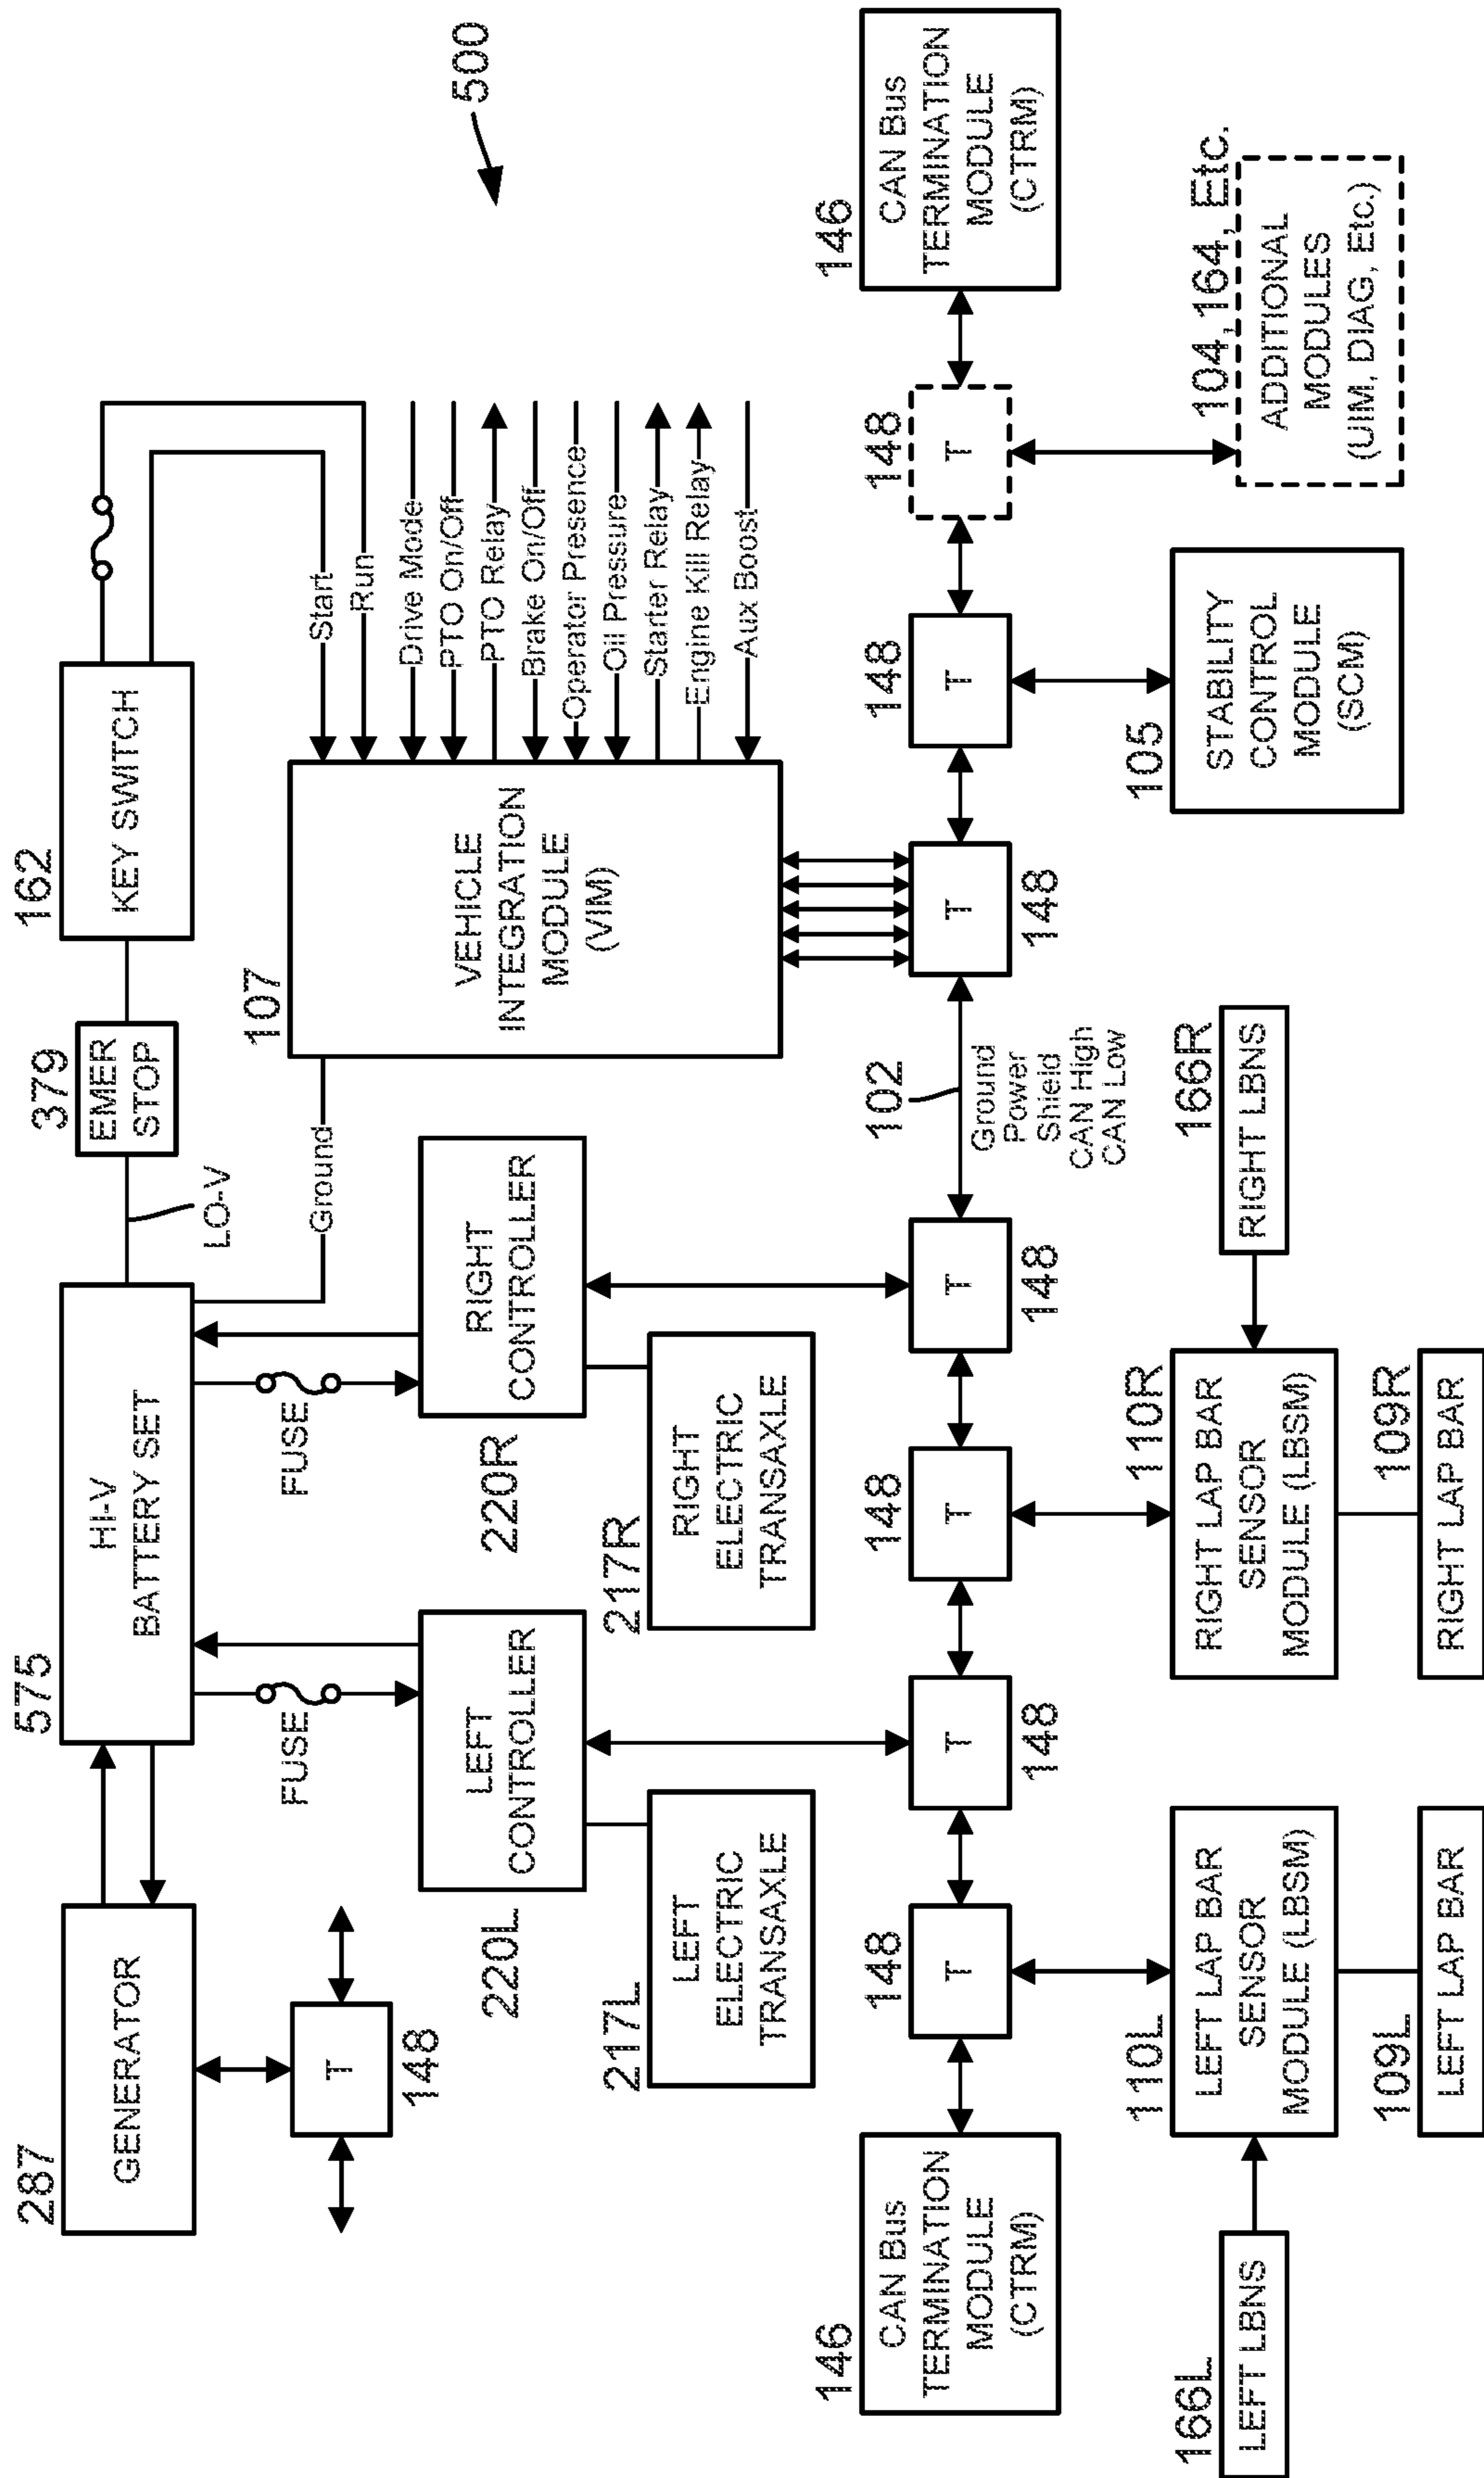 500
287
GENERATOR
T
148
575
HI-V
BATTERY SET
LO-V
379
EMER
STOP
162
KEY SWITCH
FUSE
FUSE
Ground
220L
LEFT
CONTROLLER
217L
LEFT
ELECTRIC
TRANSAXLE
220R
RIGHT
CONTROLLER
217R
RIGHT
ELECTRIC
TRANSAXLE
107
VEHICLE
INTEGRATION
MODULE
(VIM)
Start
Run
Drive Mode
PTO On/Off
PTO Relay
Brake On/Off
Operator Presence
Oil Pressure
Starter Relay
Engine Kill Relay
Aux Boost
146
CAN Bus
TERMINATION
MODULE
(CTRM)
148
T
T
148
148
T
T
148
102
Ground
Power
Shield
CAN High
CAN Low
T
148
148
T
148
T
146
CAN Bus
TERMINATION
MODULE
(CTRM)
166L
LEFT LBNS
110L
LEFT LAP BAR
SENSOR
MODULE (LBSM)
109L
LEFT LAP BAR
110R
RIGHT LAP BAR
SENSOR
MODULE (LBSM)
109R
RIGHT LAP BAR
166R
RIGHT LBNS
105
STABILITY
CONTROL
MODULE
(SCM)
104, 164, Etc.
ADDITIONAL
MODULES
(UIM, DIAG, Etc.)